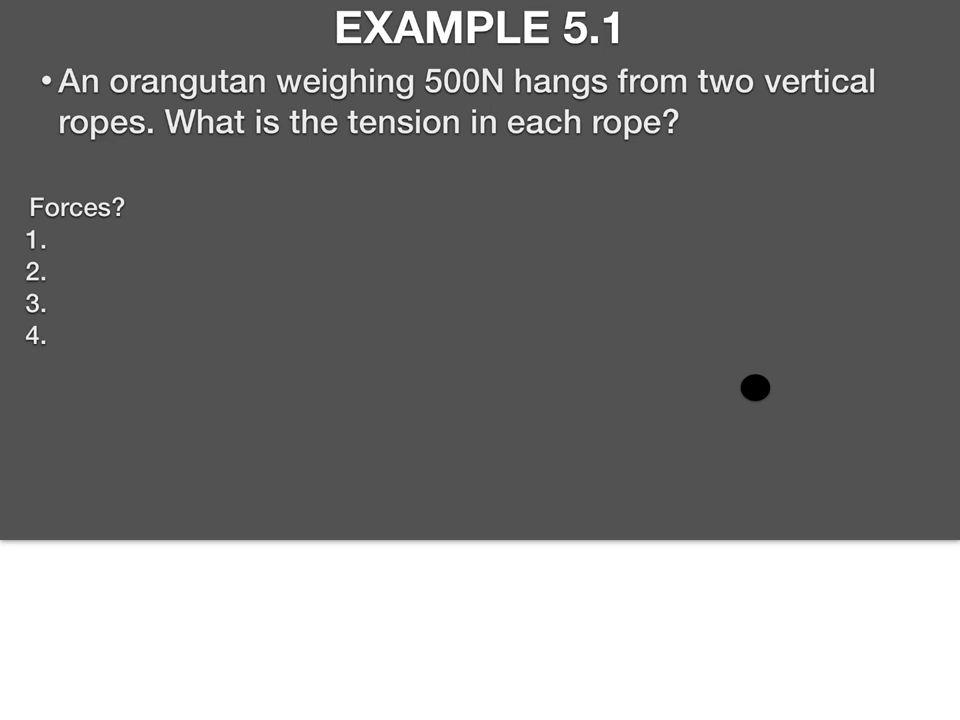 EXAMPLE 5.1
• An orangutan weighing 500N hangs from two vertical
ropes. What is the tension in each rope?
Forces?
1.
2.
3.
4.